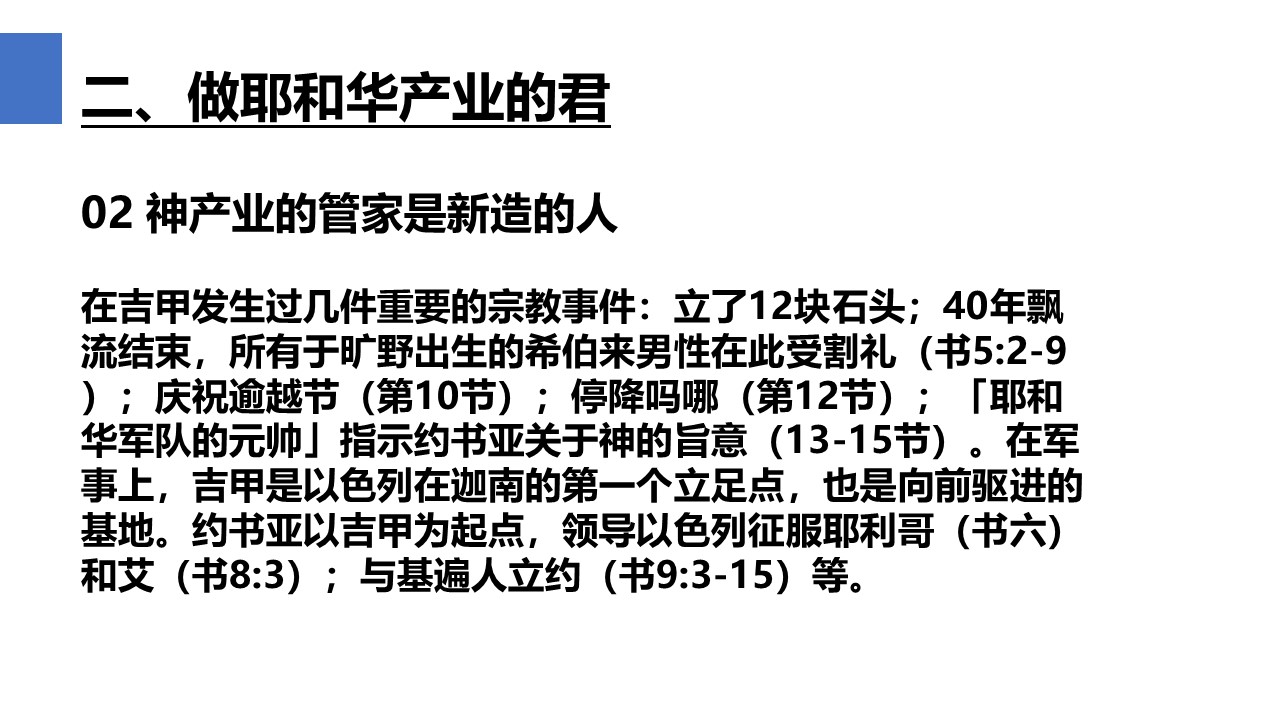 二、做耶和华产业的君
02 神产业的管家是新造的人
在吉甲发生过几件重要的宗教事件：立了12块石头；40年飘
流结束，所有于旷野出生的希伯来男性在此受割礼（书5:2-9
）；庆祝逾越节（第10节）；停降吗哪（第12节）；「耶和
华军队的元帅」指示约书亚关于神的旨意（13-15节）。在军
事上，吉甲是以色列在迦南的第一个立足点，也是向前驱进的
基地。约书亚以吉甲为起点，领导以色列征服耶利哥（书六）
和艾（书8:3）；与基遍人立约（书9:3-15）等。